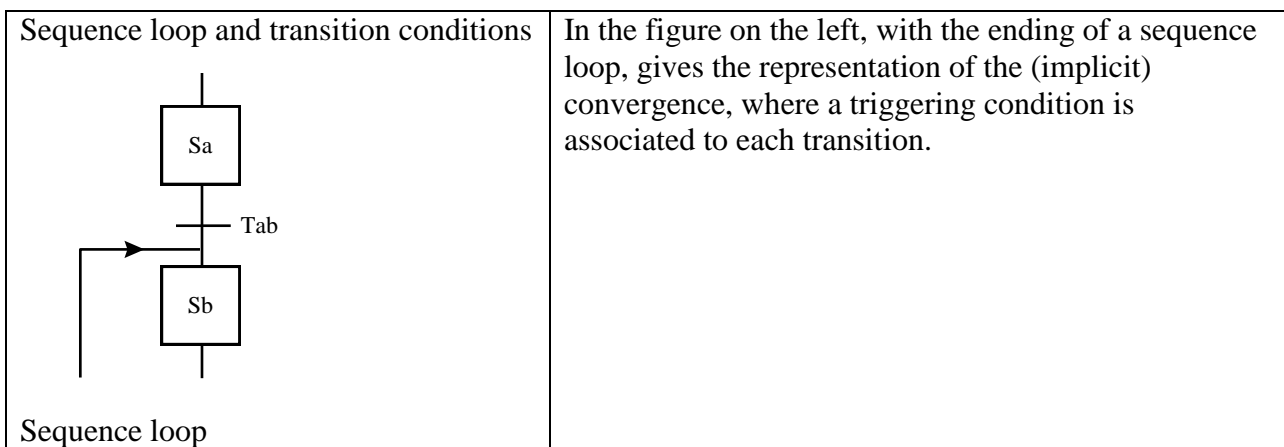 Sequence loop and transition conditions
Sa
Tab
Sb
Sequence loop
In the figure on the left, with the ending of a sequence
loop, gives the representation of the (implicit)
convergence, where a triggering condition is
associated to each transition.